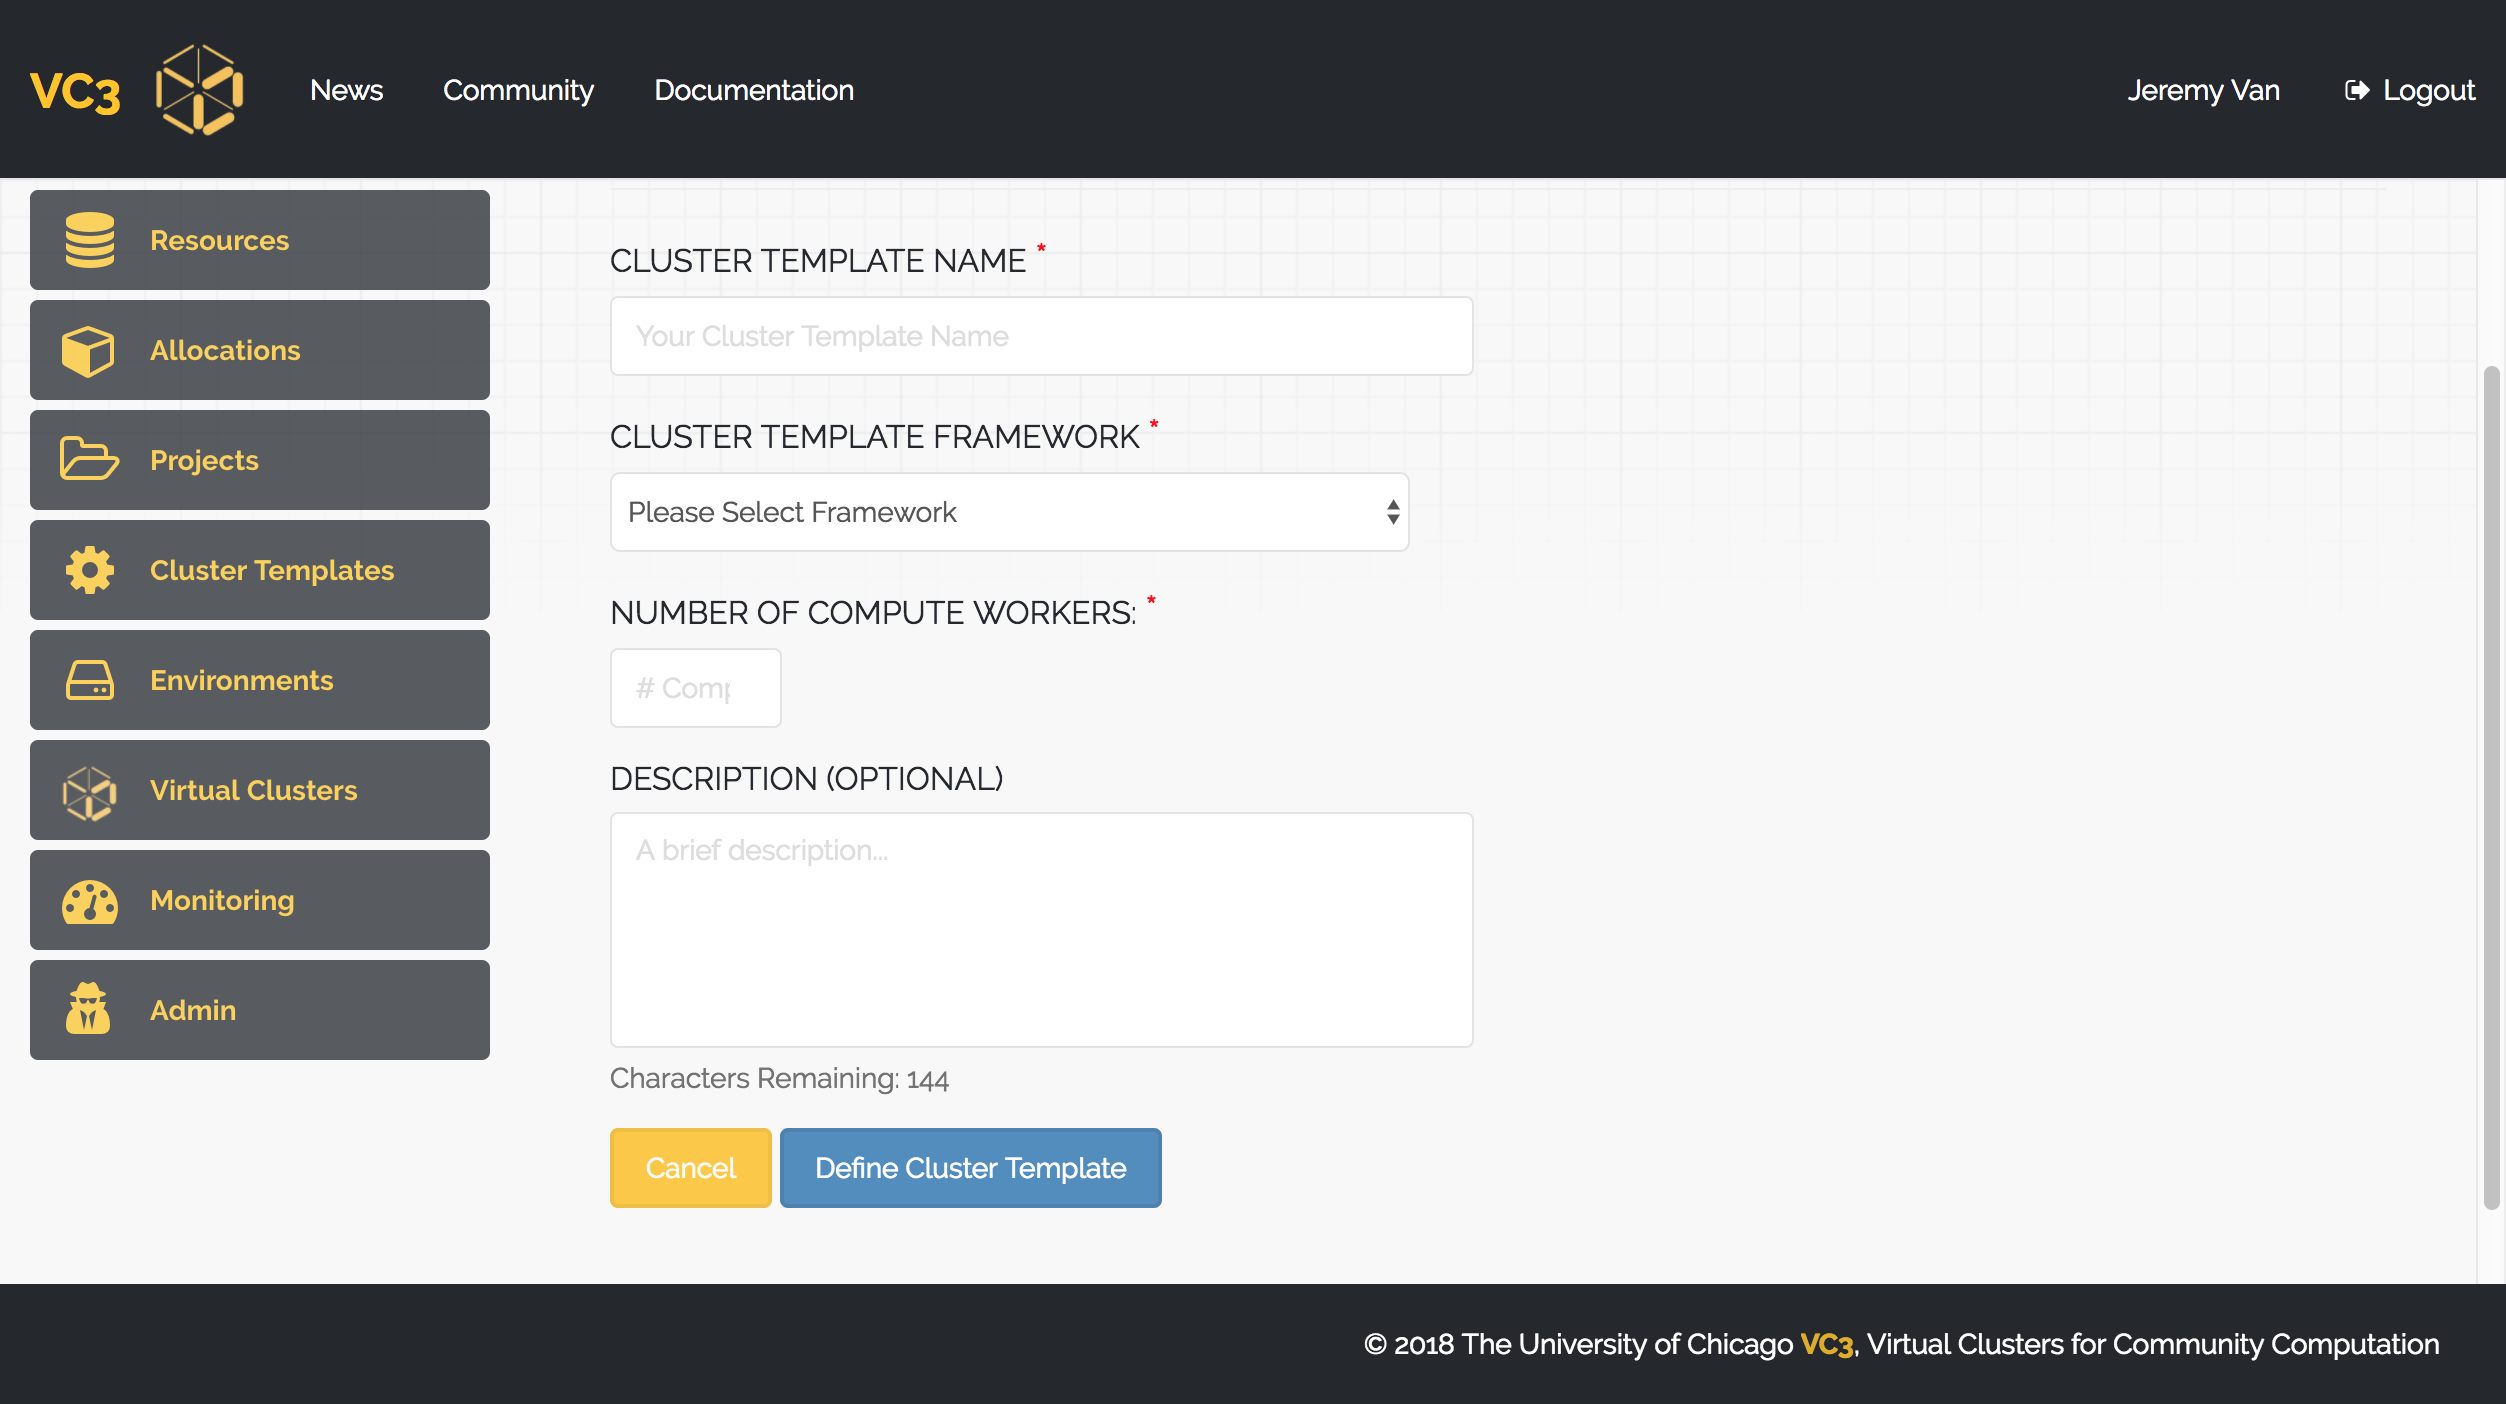 VC3
News
Community
Documentation
Jeremy Van
Logout
Resources
Allocations
Projects
Cluster Templates
Environments
Virtual Clusters
Monitoring
Admin
CLUSTER TEMPLATE NAME *
Your Cluster Template Name
CLUSTER TEMPLATE FRAMEWORK *
Please Select Framework
NUMBER OF COMPUTE WORKERS: *
# Comp
DESCRIPTION (OPTIONAL)
A brief description...
Characters Remaining: 144
Cancel
Define Cluster Template
© 2018 The University of Chicago VC3, Virtual Clusters for Community Computation